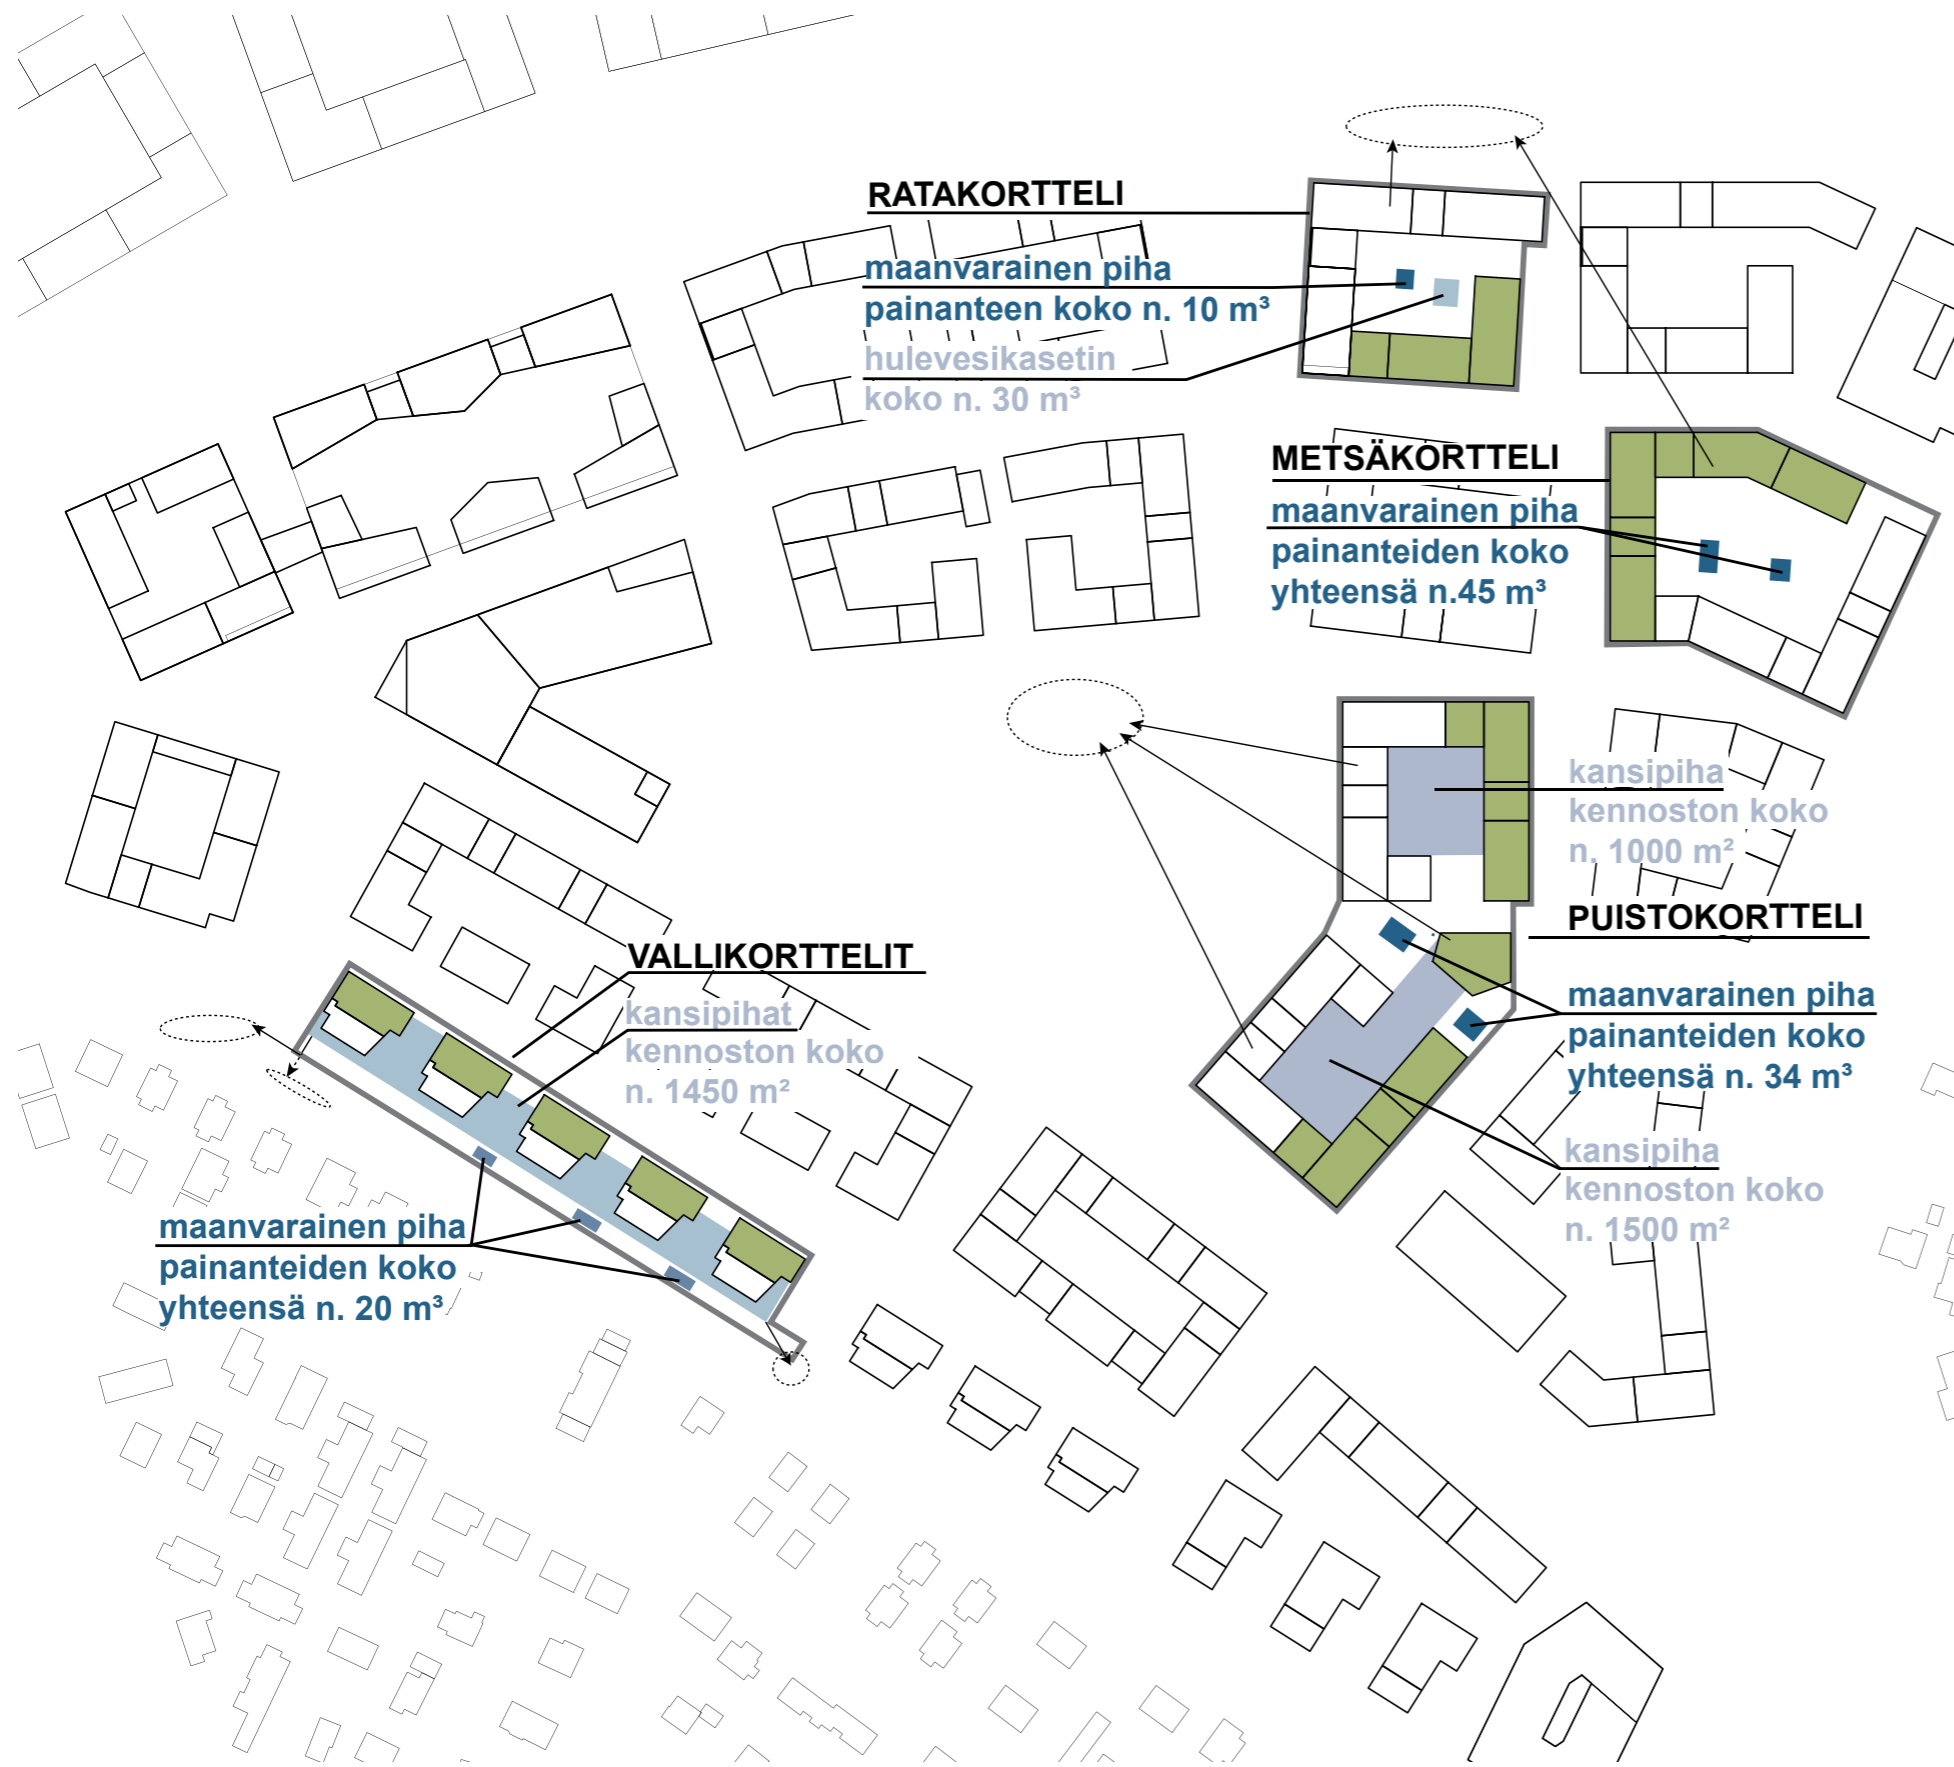 RATAKORTTELI
maanvarainen piha
painanteen koko n. 10 m³
hulevesikasetin
koko n. 30 m³
METSÄKORTTELI
maanvarainen piha
painanteiden koko
yhteensä n.45 m³
kansipiha
kennoston koko
n. 1000 m²
PUISTOKORTTELI
maanvarainen piha
painanteiden koko
yhteensä n. 34 m³
kansipiha
kennoston koko
n. 1500 m²
VALLIKORTTELIT
kansipihat
kennoston koko
n. 1450 m²
maanvarainen piha
painanteiden koko
yhteensä n. 20 m³